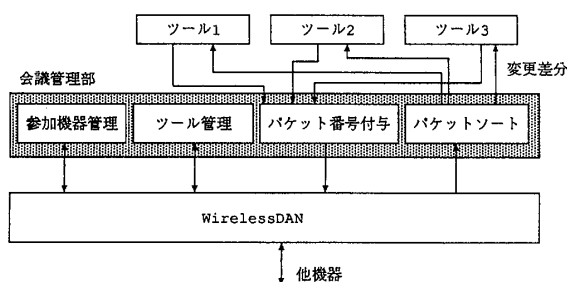 ツール1
ツール2
ツール3
変更差分
会議管理部
参加機器管理
ツール管理
パケット番号付与
パケットソート
WirelessDAN
他機器